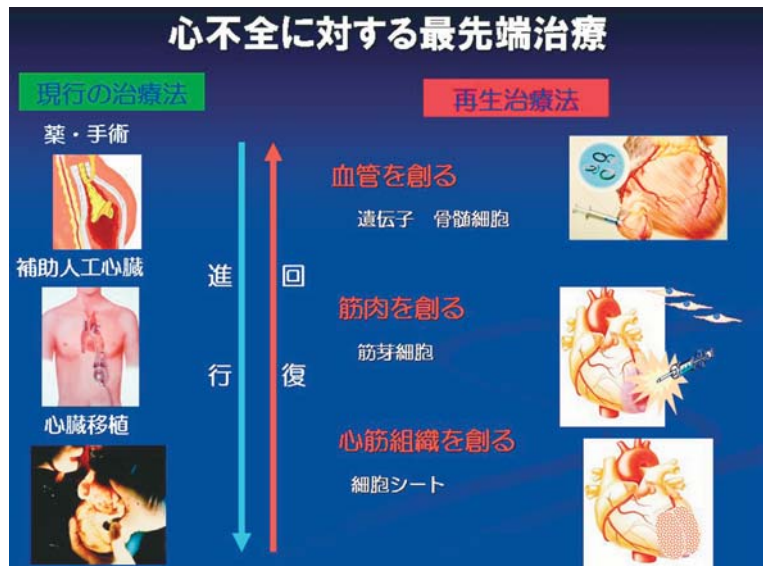 心不全に対する最先端治療
現行の治療法
薬・手術
補助人工心臓
心臓移植
進行
回復
再生治療法
血管を創る
遺伝子 骨髄細胞
筋肉を創る
筋芽細胞
心筋組織を創る
細胞シート